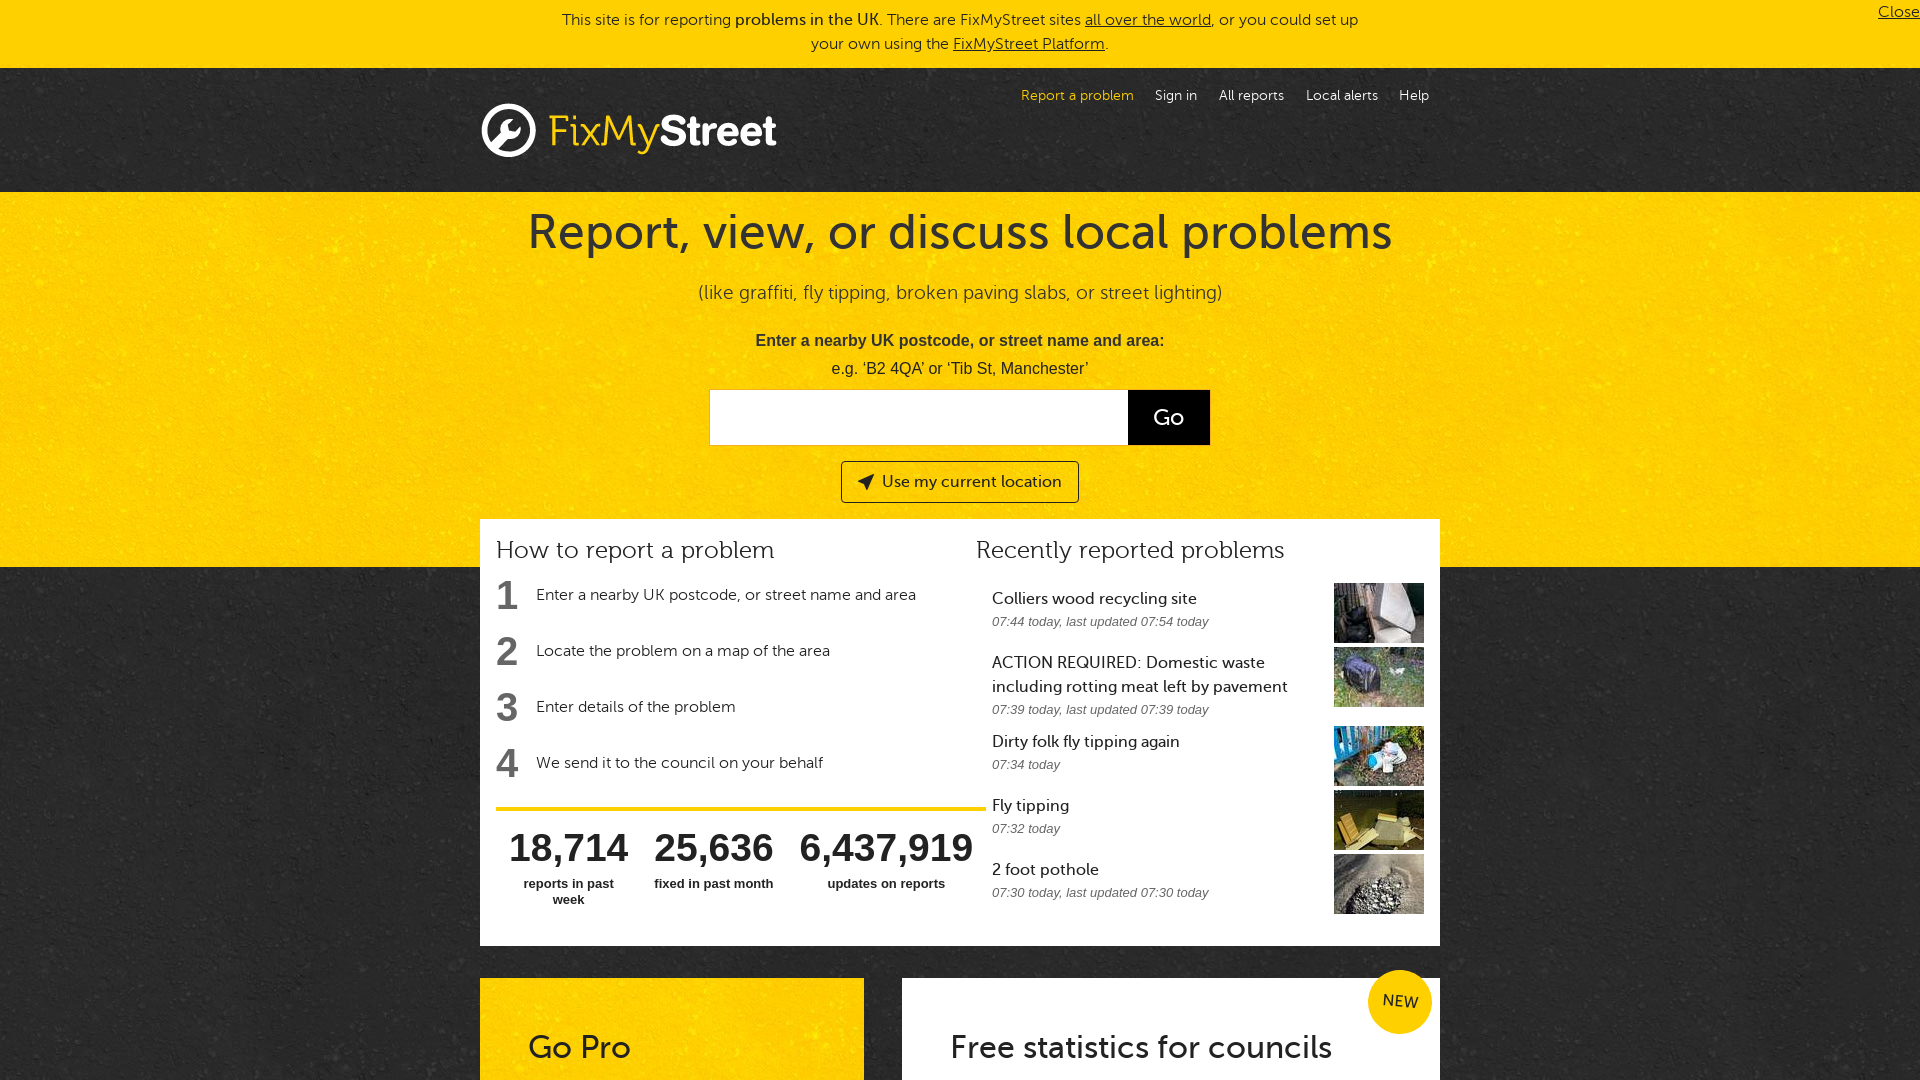 This site is for reporting problems in the UK. There are FixMyStreet sites all over the world, or you could set up
your own using the FixMyStreet Platform.
Close
Report a problem
Sign in
All reports
Local alerts
Help
FixMyStreet
Report, view, or discuss local problems
(like graffiti, fly tipping, broken paving slabs, or street lighting)
Enter a nearby UK postcode, or street name and area:
e.g. ‘B2 4QA’ or ‘Tib St, Manchester’
Go
Use my current location
How to report a problem
1 Enter a nearby UK postcode, or street name and area
2 Locate the problem on a map of the area
3 Enter details of the problem
4 We send it to the council on your behalf
18,714
reports in past
week
25,636
fixed in past month
6,437,919
updates on reports
Recently reported problems
Colliers wood recycling site
07:44 today, last updated 07:54 today
ACTION REQUIRED: Domestic waste
including rotting meat left by pavement
07:39 today, last updated 07:39 today
Dirty folk fly tipping again
07:34 today
Fly tipping
07:32 today
2 foot pothole
07:30 today, last updated 07:30 today
Go Pro
NEW
Free statistics for councils